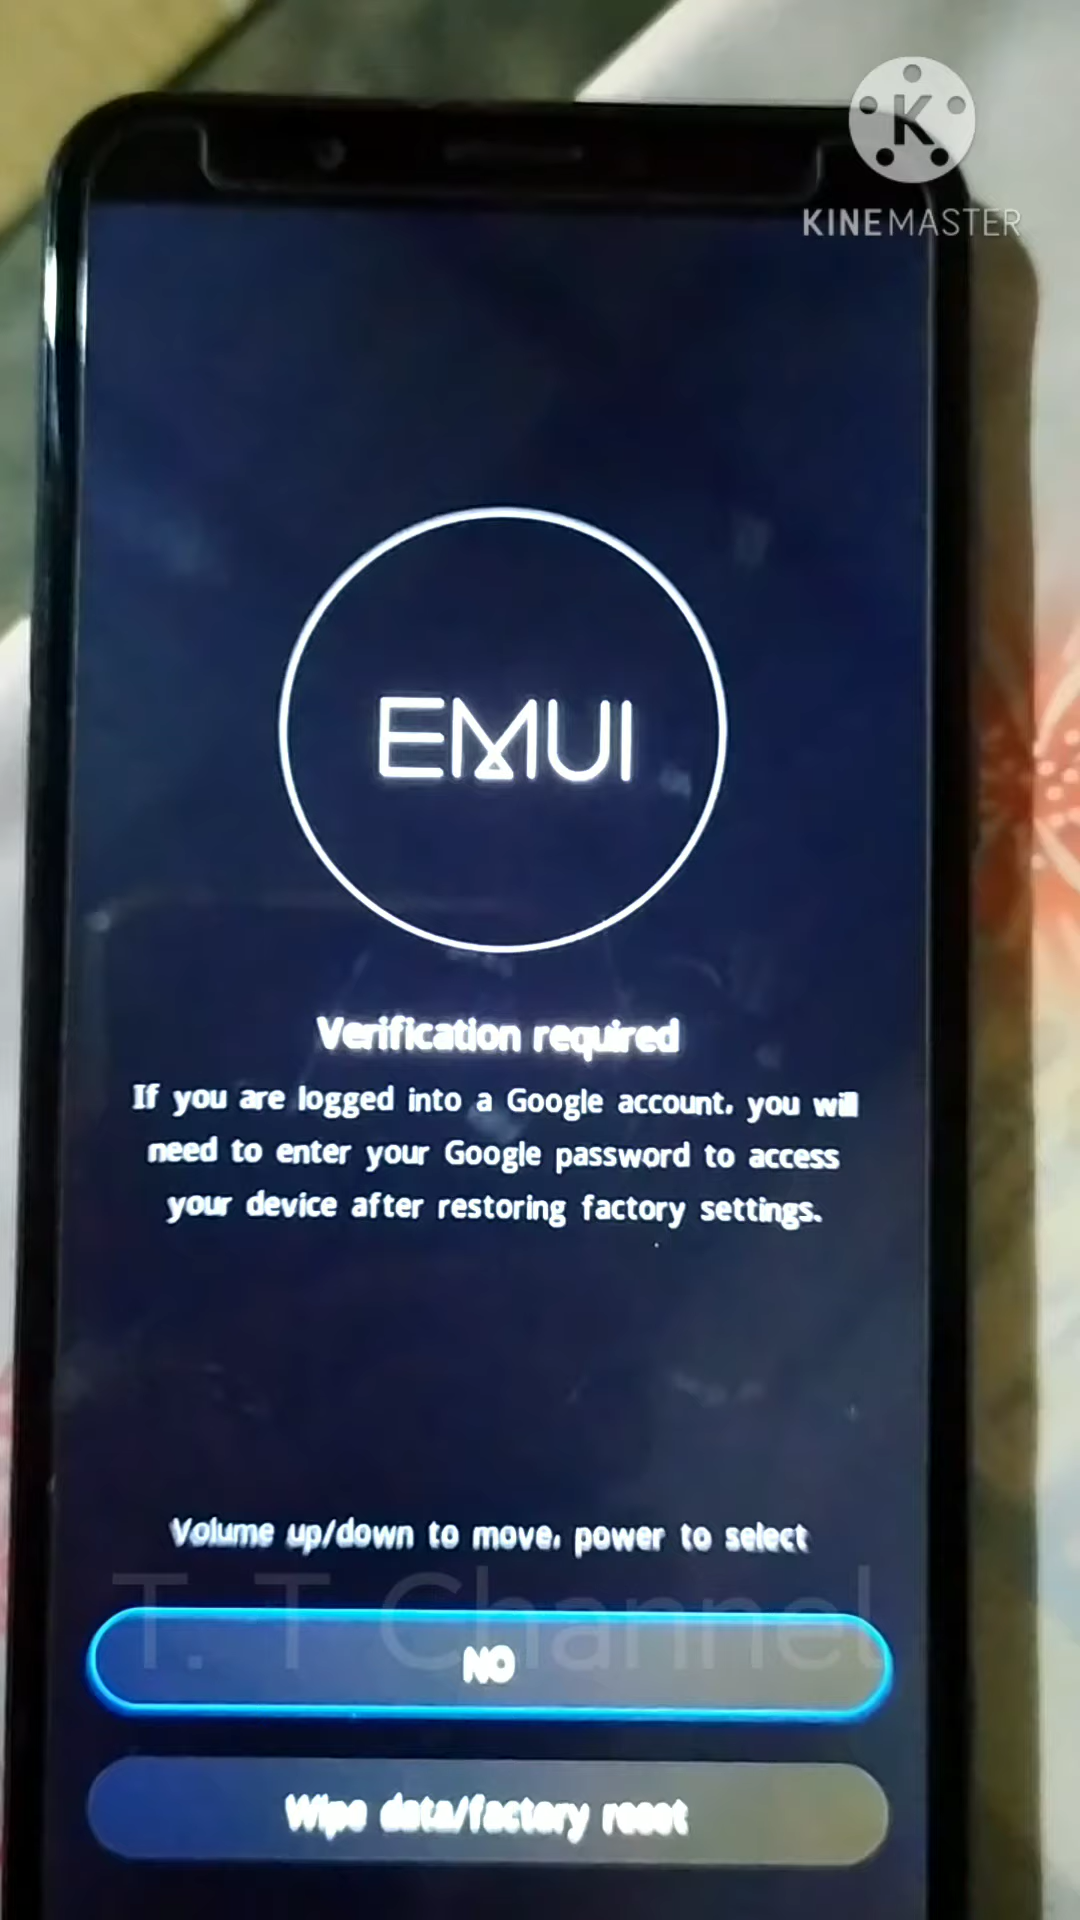 K
KINEMASTER
EMUI
Verification required
If you are logged into a Google account, you will
need to enter your Google password to access
your device after restoring factory settings.
Volume up/down to move, power to select
T. T Channel
NO
Wipe data/factory reset